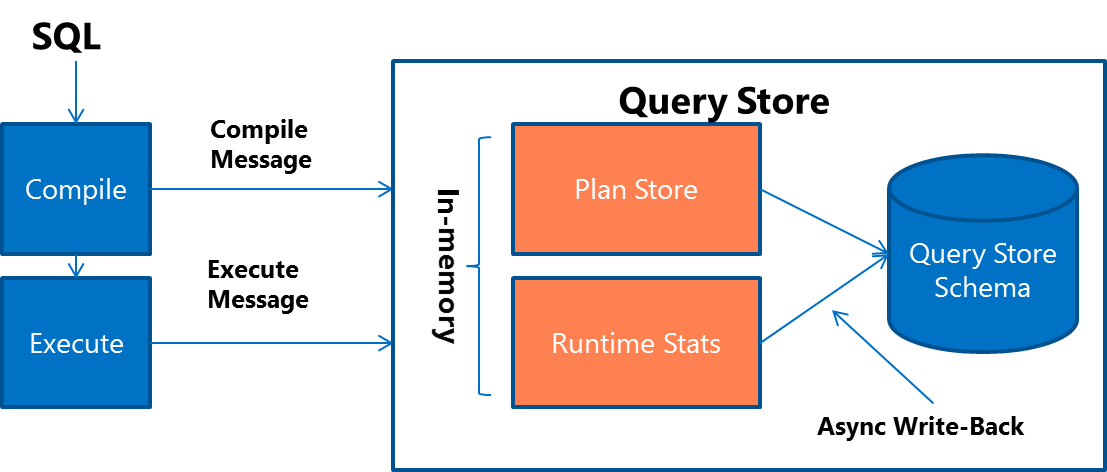 SQL
Query Store
Compile
Message
Compile
Plan Store
In-memory
Query Store
Schema
Execute
Message
Execute
Runtime Stats
Async Write-Back